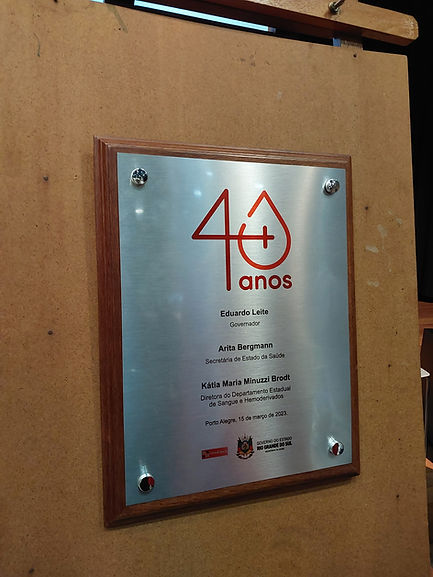 40
anos
Eduardo Leite
Governador
Arita Bergmann
Secretária de Estado da Saúde
Kátia Maria Minuzzi Brodt
Diretora do Departamento Estadual
de Sangue e Hemoderivados
Porto Alegre, 15 de março de 2023.
GOVERNO DO ESTADO
RIO GRANDE DO SUL